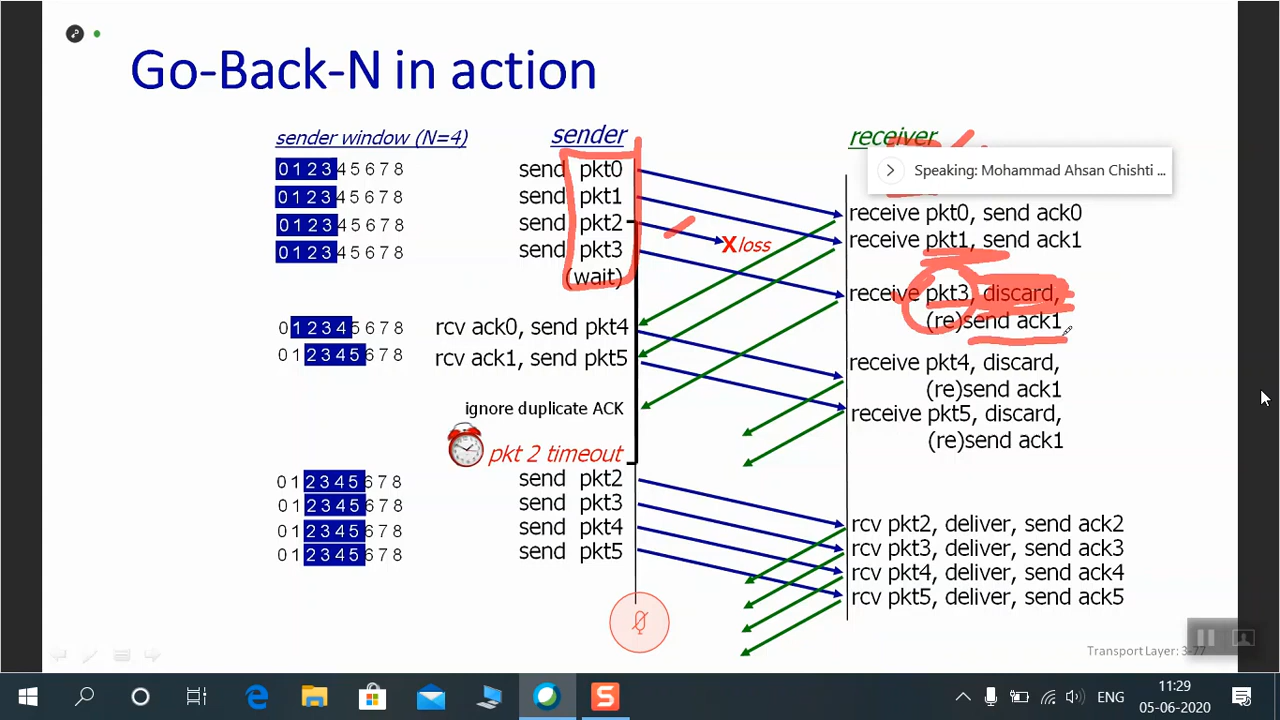 Go-Back-N in action
sender window (N=4)
sender
receiver
Speaking: Mohammad Ahsan Chishti ...
0 1 2 3 4 5 6 7 8
send pkt0
0 1 2 3 4 5 6 7 8
send pkt1
0 1 2 3 4 5 6 7 8
send pkt2
0 1 2 3 4 5 6 7 8
send pkt3
(wait)
X loss
receive pkt0, send ack0
receive pkt1, send ack1
receive pkt3, discard,
(re)send ack1
0 1 2 3 4 5 6 7 8
rcv ack0, send pkt4
0 1 2 3 4 5 6 7 8
rcv ack1, send pkt5
receive pkt4, discard,
(re)send ack1
ignore duplicate ACK
receive pkt5, discard,
(re)send ack1
pkt 2 timeout
0 1 2 3 4 5 6 7 8
send pkt2
0 1 2 3 4 5 6 7 8
send pkt3
0 1 2 3 4 5 6 7 8
send pkt4
0 1 2 3 4 5 6 7 8
send pkt5
rcv pkt2, deliver, send ack2
rcv pkt3, deliver, send ack3
rcv pkt4, deliver, send ack4
rcv pkt5, deliver, send ack5
Transport Layer: 3-77
S
ENG
11:29
05-06-2020